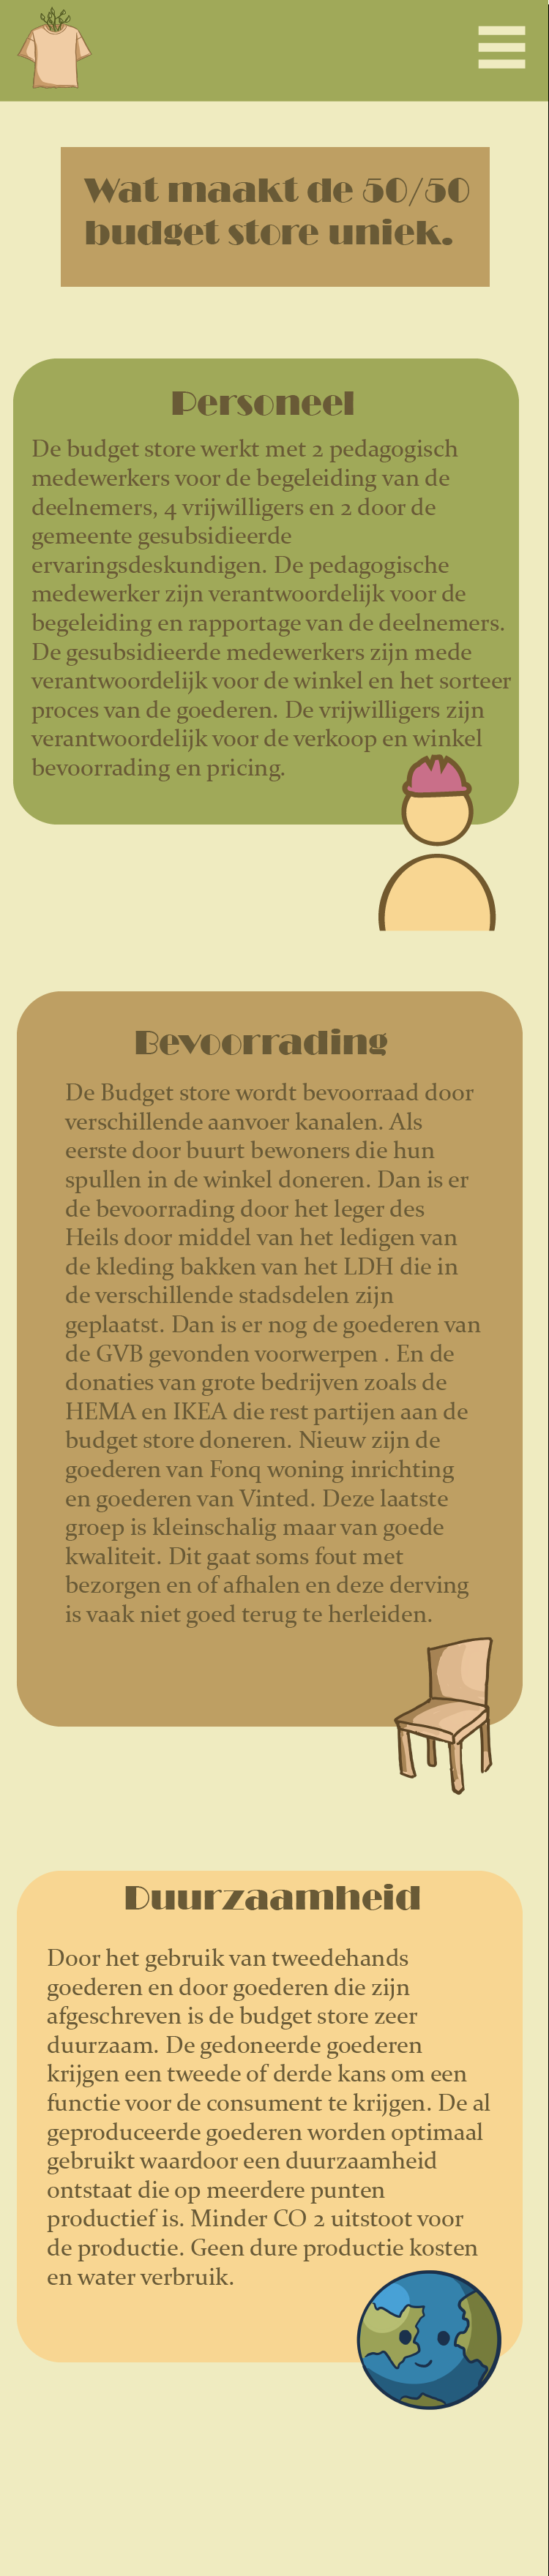 Wat maakt de 50/50
budget store uniek.
Personeel
De budget store werkt met 2 pedagogisch
medewerkers voor de begeleiding van de
deelnemers, 4 vrijwilligers en 2 door de
gemeente gesubsidieerde
ervaringsdeskundigen. De pedagogische
medewerker zijn verantwoordelijk voor de
begeleiding en rapportage van de deelnemers.
De gesubsidieerde medewerkers zijn mede
verantwoordelijk voor de winkel en het sorteer
proces van de goederen. De vrijwilligers zijn
verantwoordelijk voor de verkoop en winkel
bevoorrading en pricing.
Bevoorrading
De Budget store wordt bevoorraad door
verschillende aanvoer kanalen. Als
eerste door buurt bewoners die hun
spullen in de winkel doneren. Dan is er
de bevoorrading door het leger des
Heils door middel van het ledigen van
de kleding bakken van het LDH die in
de verschillende stadsdelen zijn
geplaatst. Dan is er nog de goederen van
de GVB gevonden voorwerpen . En de
donaties van grote bedrijven zoals de
HEMA en IKEA die rest partijen aan de
budget store doneren. Nieuw zijn de
goederen van Fonq woning inrichting
en goederen van Vinted. Deze laatste
groep is kleinschalig maar van goede
kwaliteit. Dit gaat soms fout met
bezorgen en of afhalen en deze derving
is vaak niet goed terug te herleiden.
Duurzaamheid
Door het gebruik van tweedehands
goederen en door goederen die zijn
afgeschreven is de budget store zeer
duurzaam. De gedoneerde goederen
krijgen een tweede of derde kans om een
functie voor de consument te krijgen. De al
geproduceerde goederen worden optimaal
gebruikt waardoor een duurzaamheid
ontstaat die op meerdere punten
productief is. Minder CO 2 uitstoot voor
de productie. Geen dure productie kosten
en water verbruik.